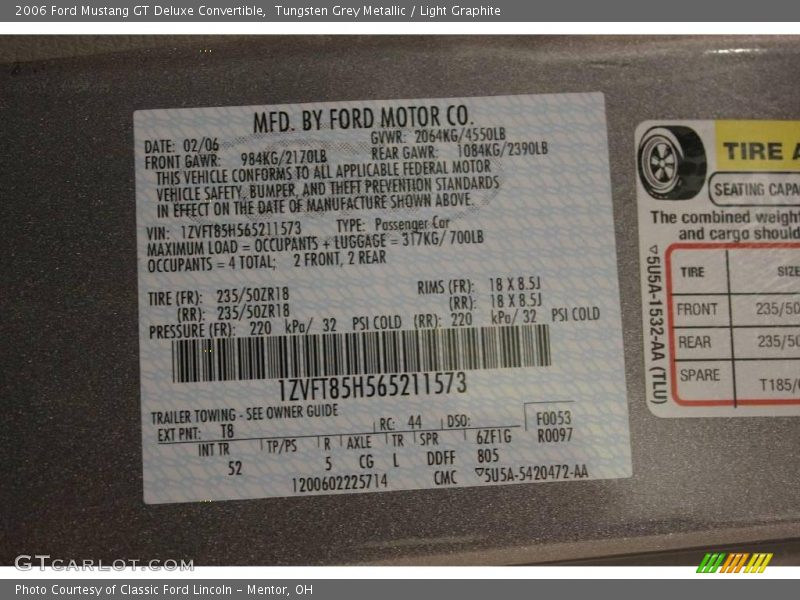 2006 Ford Mustang GT Deluxe Convertible, Tungsten Grey Metallic / Light Graphite
MFD. BY FORD MOTOR CO.
DATE: 02/06 GVWR: 2064KG/4550LB
FRONT GAWR: 984KG/2170LB REAR GAWR: 1084KG/2390LB
THIS VEHICLE CONFORMS TO ALL APPLICABLE FEDERAL MOTOR
VEHICLE SAFETY, BUMPER, AND THEFT PREVENTION STANDARDS
IN EFFECT ON THE DATE OF MANUFACTURE SHOWN ABOVE.
VIN: 1ZVFT85H565211573 TYPE: Passenger Car
MAXIMUM LOAD = OCCUPANTS + LUGGAGE = 317KG/700LB
OCCUPANTS = 4 TOTAL; 2 FRONT, 2 REAR
TIRE (FR): 235/50ZR18 RIMS (FR): 18 X 8.5J
(RR): 235/50ZR18 (RR): 18 X 8.5J
PRESSURE (FR): 220 kPa/ 32 PSI COLD (RR): 220 kPa/ 32 PSI COLD
1ZVFT85H565211573
TRAILER TOWING - SEE OWNER GUIDE
EXT PNT: T8 RC: 44 DSO: F0053
INT TR TP/PS R AXLE TR SPR 6ZF1G R0097
52 5 CG L DDFF 805
1200602225714 CMC ▽5U5A-5420472-AA
TIRE A
SEATING CAPA
The combined weight
and cargo should
TIRE SIZE
FRONT 235/50
REAR 235/50
SPARE T185/
▽5U5A-1532-AA (TLU)
GTCARLOT.COM
Photo Courtesy of Classic Ford Lincoln - Mentor, OH